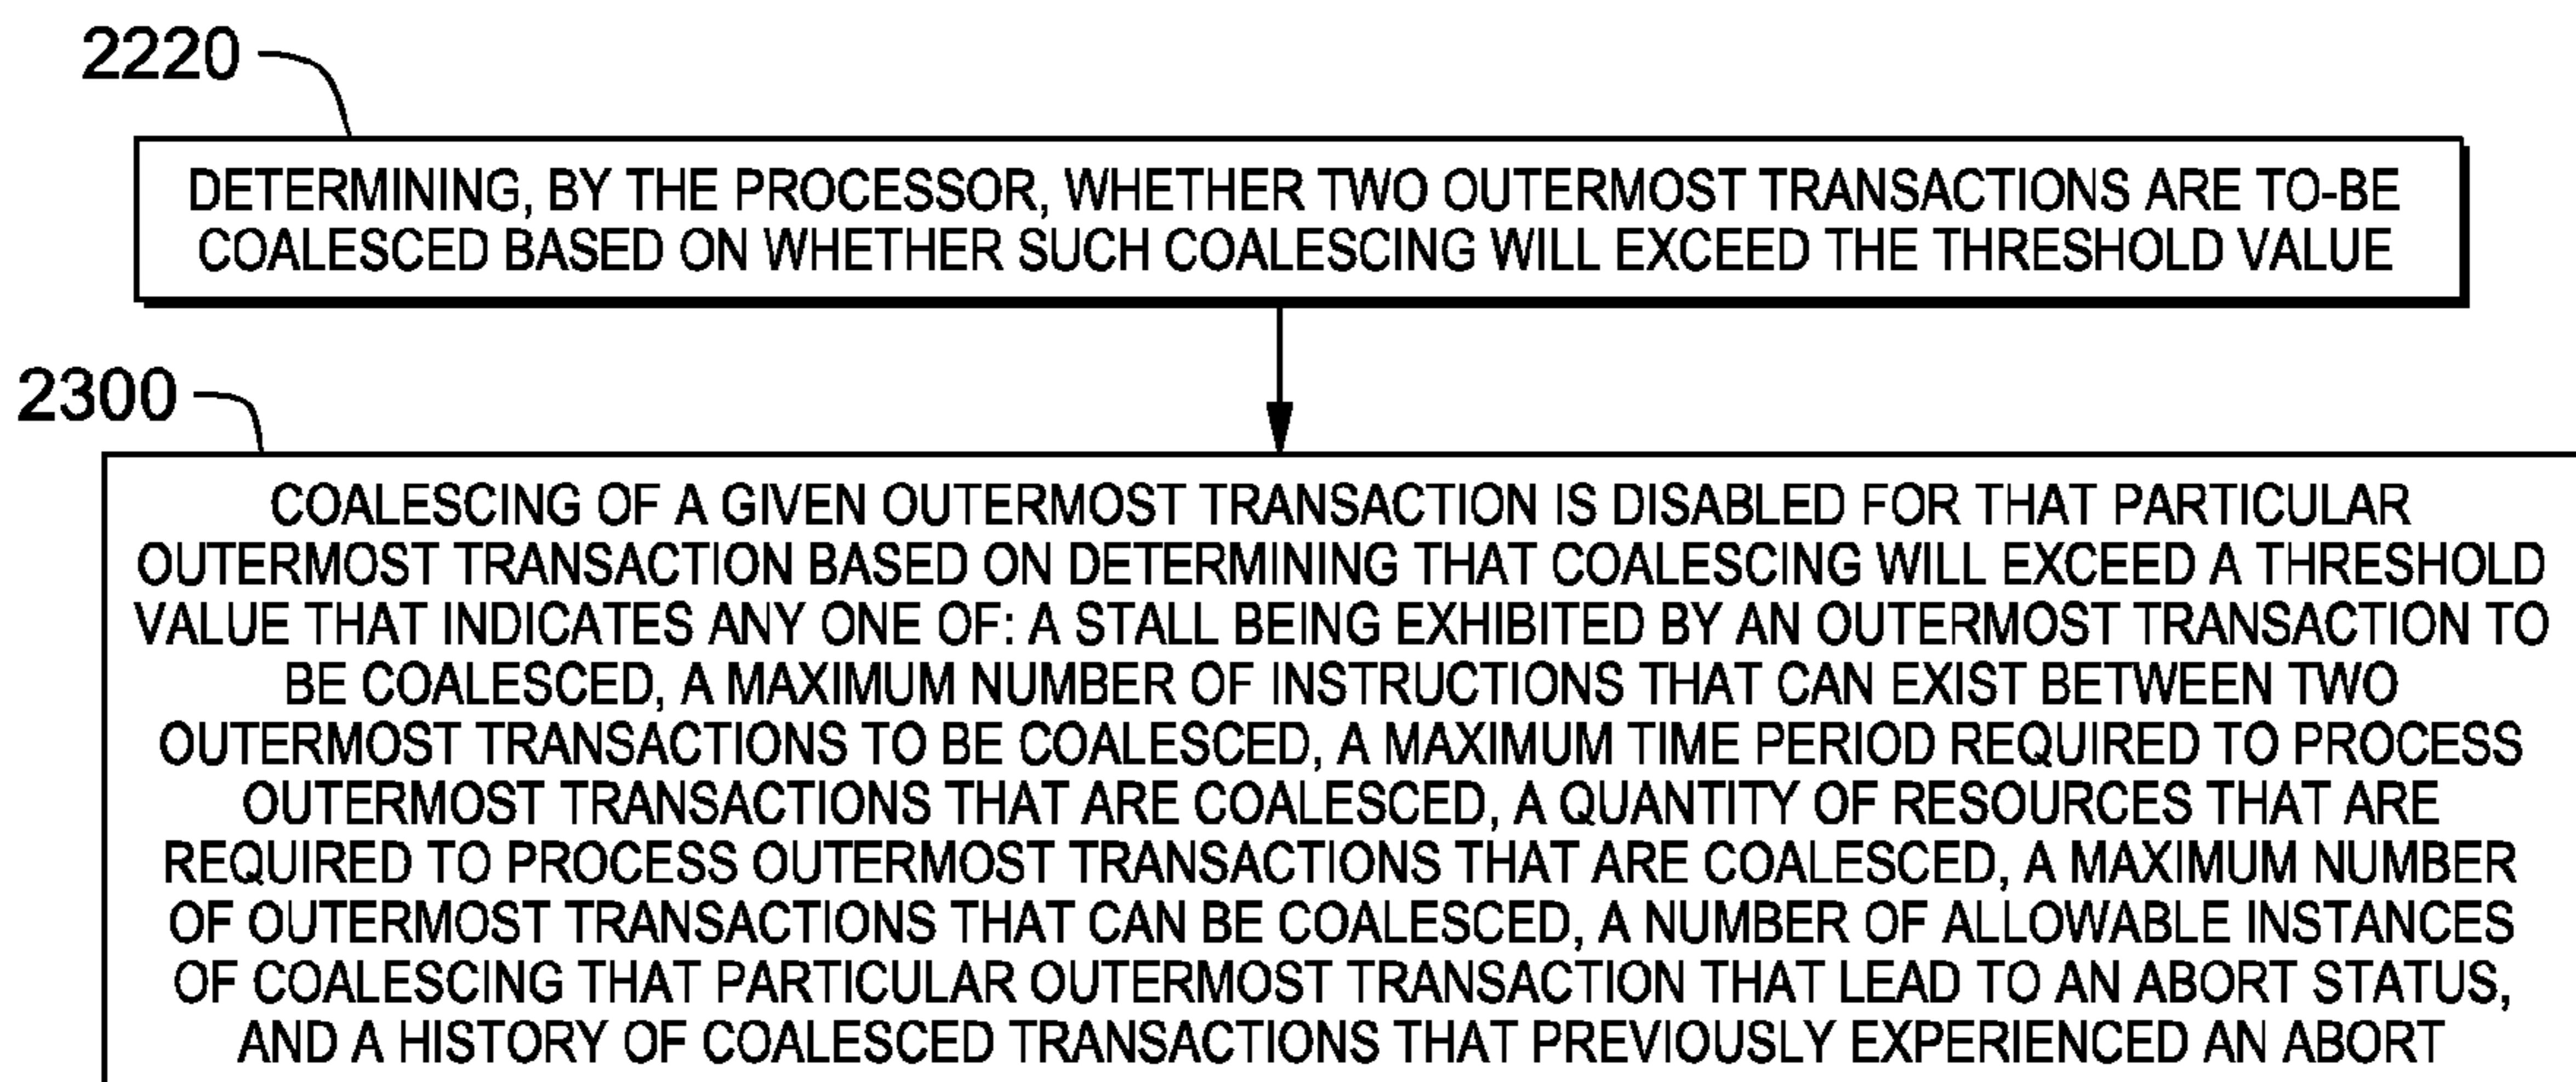 2220
DETERMINING, BY THE PROCESSOR, WHETHER TWO OUTERMOST TRANSACTIONS ARE TO-BE
COALESCED BASED ON WHETHER SUCH COALESCING WILL EXCEED THE THRESHOLD VALUE
2300
COALESCING OF A GIVEN OUTERMOST TRANSACTION IS DISABLED FOR THAT PARTICULAR
OUTERMOST TRANSACTION BASED ON DETERMINING THAT COALESCING WILL EXCEED A THRESHOLD
VALUE THAT INDICATES ANY ONE OF: A STALL BEING EXHIBITED BY AN OUTERMOST TRANSACTION TO
BE COALESCED, A MAXIMUM NUMBER OF INSTRUCTIONS THAT CAN EXIST BETWEEN TWO
OUTERMOST TRANSACTIONS TO BE COALESCED, A MAXIMUM TIME PERIOD REQUIRED TO PROCESS
OUTERMOST TRANSACTIONS THAT ARE COALESCED, A QUANTITY OF RESOURCES THAT ARE
REQUIRED TO PROCESS OUTERMOST TRANSACTIONS THAT ARE COALESCED, A MAXIMUM NUMBER
OF OUTERMOST TRANSACTIONS THAT CAN BE COALESCED, A NUMBER OF ALLOWABLE INSTANCES
OF COALESCING THAT PARTICULAR OUTERMOST TRANSACTION THAT LEAD TO AN ABORT STATUS,
AND A HISTORY OF COALESCED TRANSACTIONS THAT PREVIOUSLY EXPERIENCED AN ABORT